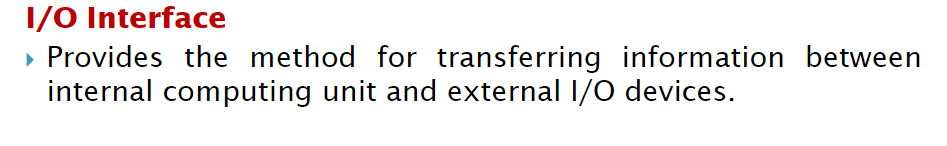 I/O Interface
Provides the method for transferring information between
internal computing unit and external I/O devices.